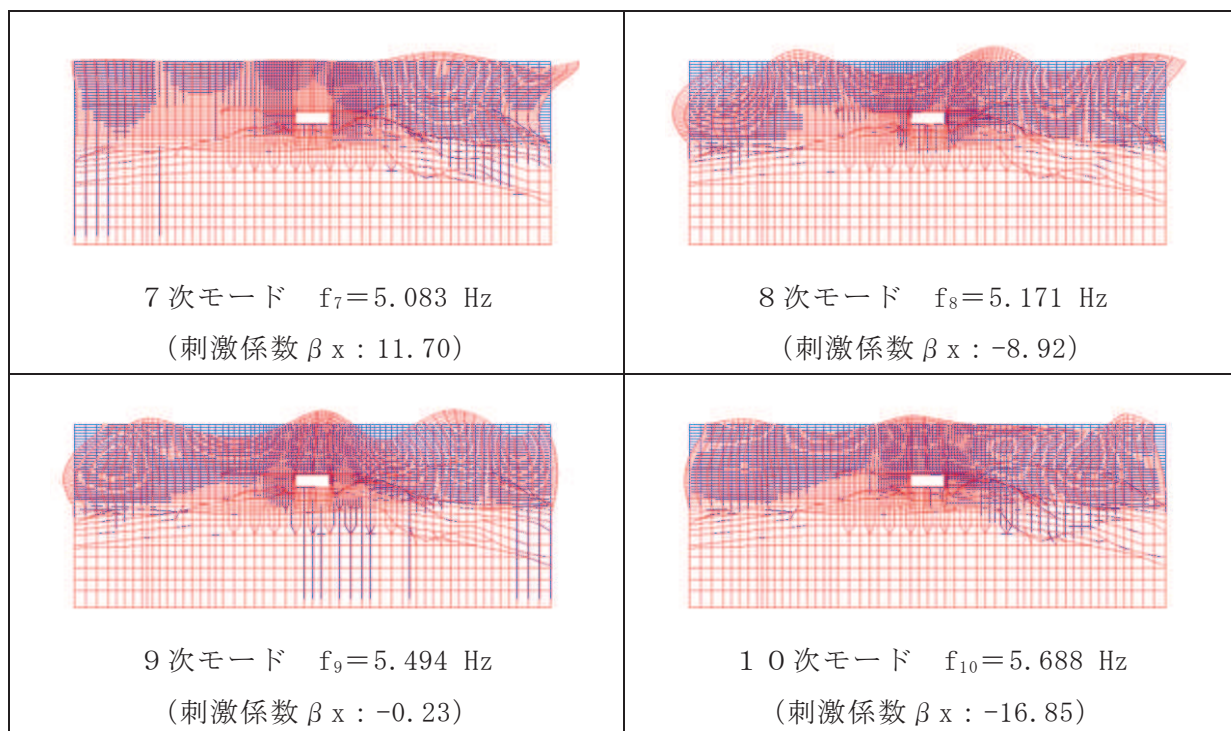 7次モード f₇＝5.083 Hz
(刺激係数βx：11.70)
8次モード f₈＝5.171 Hz
(刺激係数βx：-8.92)
9次モード f₉＝5.494 Hz
(刺激係数βx：-0.23)
10次モード f₁₀＝5.688 Hz
(刺激係数βx：-16.85)